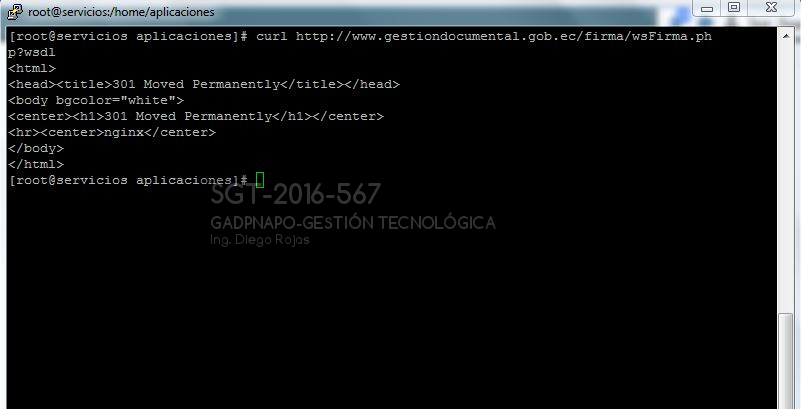 root@servicios:/home/aplicaciones
[root@servicios aplicaciones]# curl http://www.gestiondocumental.gob.ec/firma/wsFirma.ph
p?wsdl
<html>
<head><title>301 Moved Permanently</title></head>
<body bgcolor="white">
<center><h1>301 Moved Permanently</h1></center>
<hr><center>nginx</center>
</body>
</html>
[root@servicios aplicaciones]#
SGT-2016-567
GADPNAPO-GESTIÓN TECNOLÓGICA
Ing. Diego Rojas